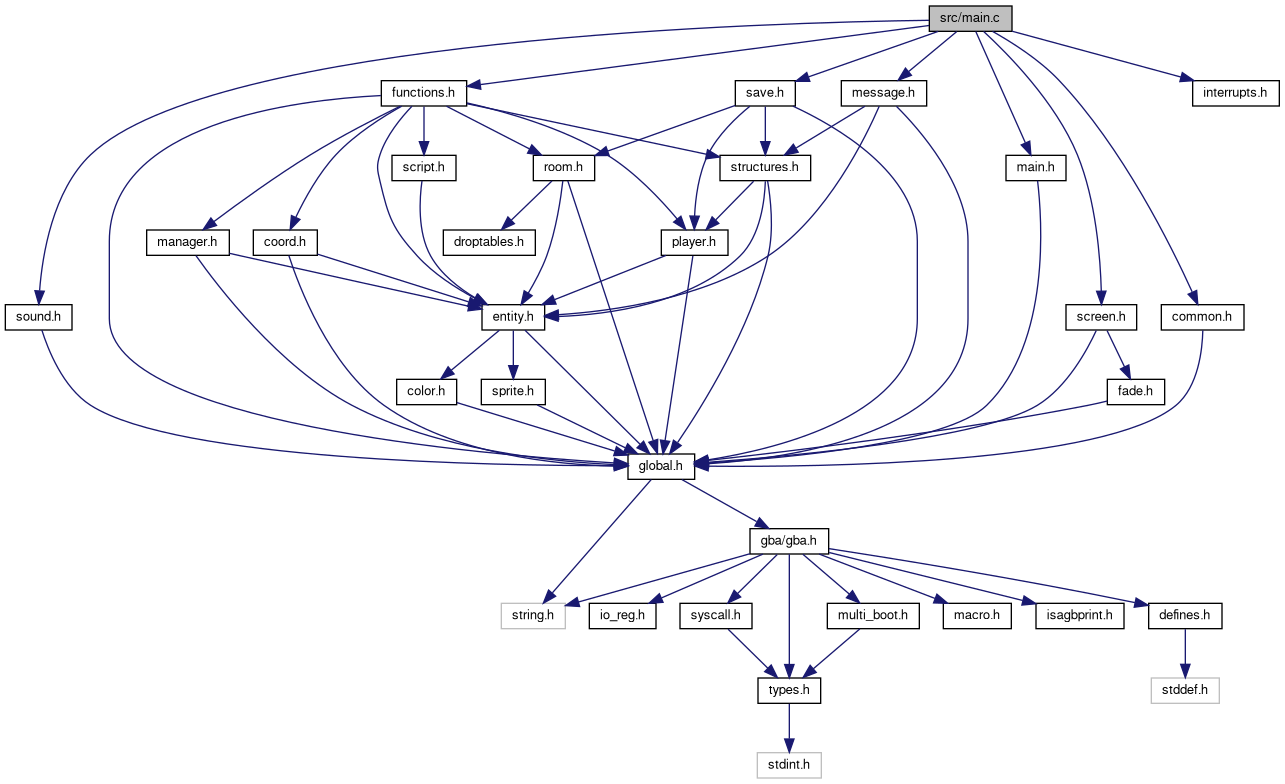 src/main.c
functions.h
save.h
message.h
interrupts.h
script.h
room.h
structures.h
main.h
manager.h
coord.h
droptables.h
player.h
sound.h
entity.h
screen.h
common.h
color.h
sprite.h
fade.h
global.h
gba/gba.h
string.h
io_reg.h
syscall.h
multi_boot.h
macro.h
isagbprint.h
defines.h
types.h
stddef.h
stdint.h